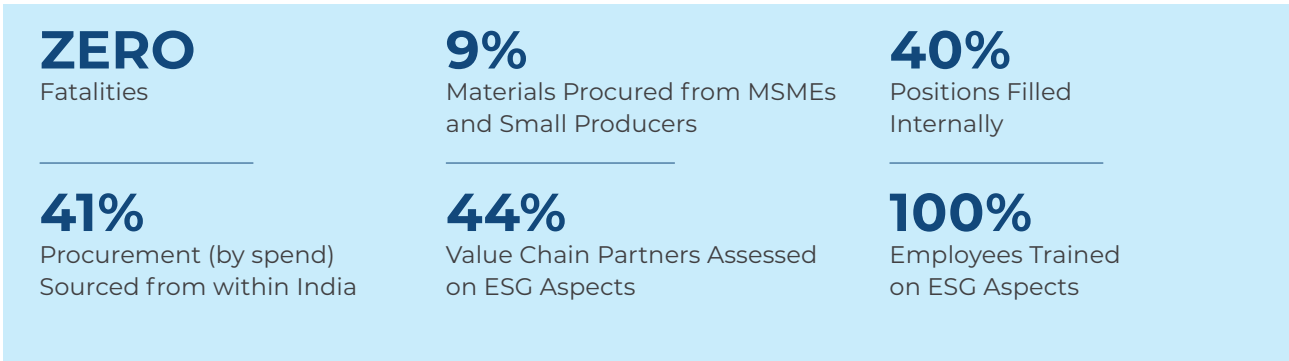 ZERO
Fatalities
9%
Materials Procured from MSMEs
and Small Producers
40%
Positions Filled
Internally
41%
Procurement (by spend)
Sourced from within India
44%
Value Chain Partners Assessed
on ESG Aspects
100%
Employees Trained
on ESG Aspects